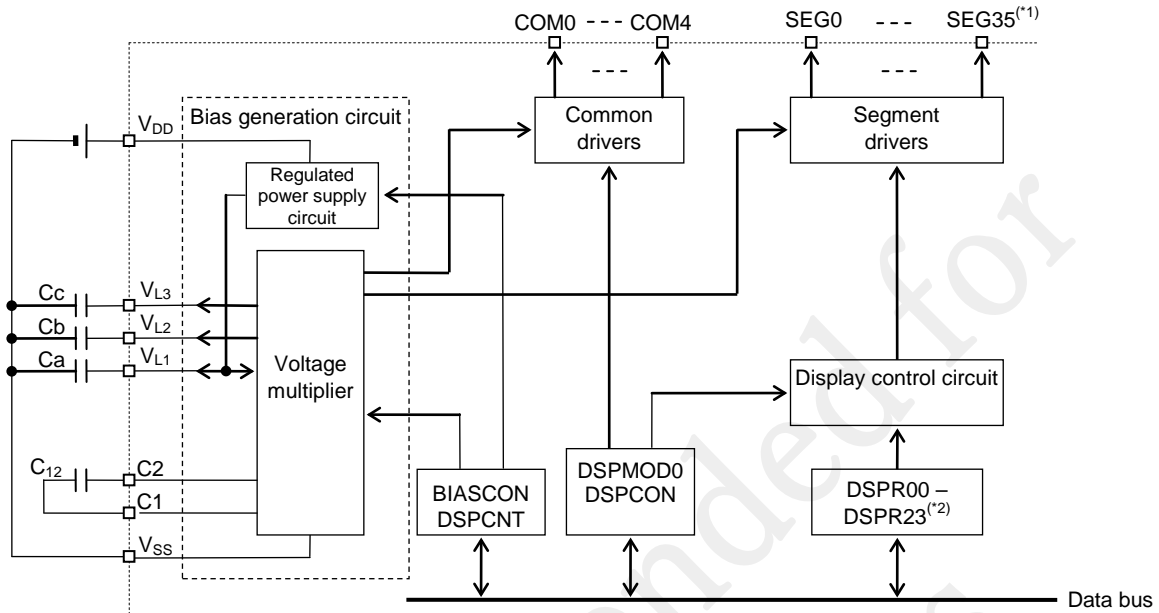 COM0 --- COM4 SEG0 --- SEG35(*1)
---- ----
Bias generation circuit
VDD
Regulated
power supply
circuit
Common
drivers
Segment
drivers
Cc VL3
Cb VL2
Ca VL1
Voltage
multiplier
Display control circuit
C12 C2
C1
VSS
BIASCON
DSPCNT
DSPMOD0
DSPCON
DSPR00 –
DSPR23(*2)
Data bus
ended for